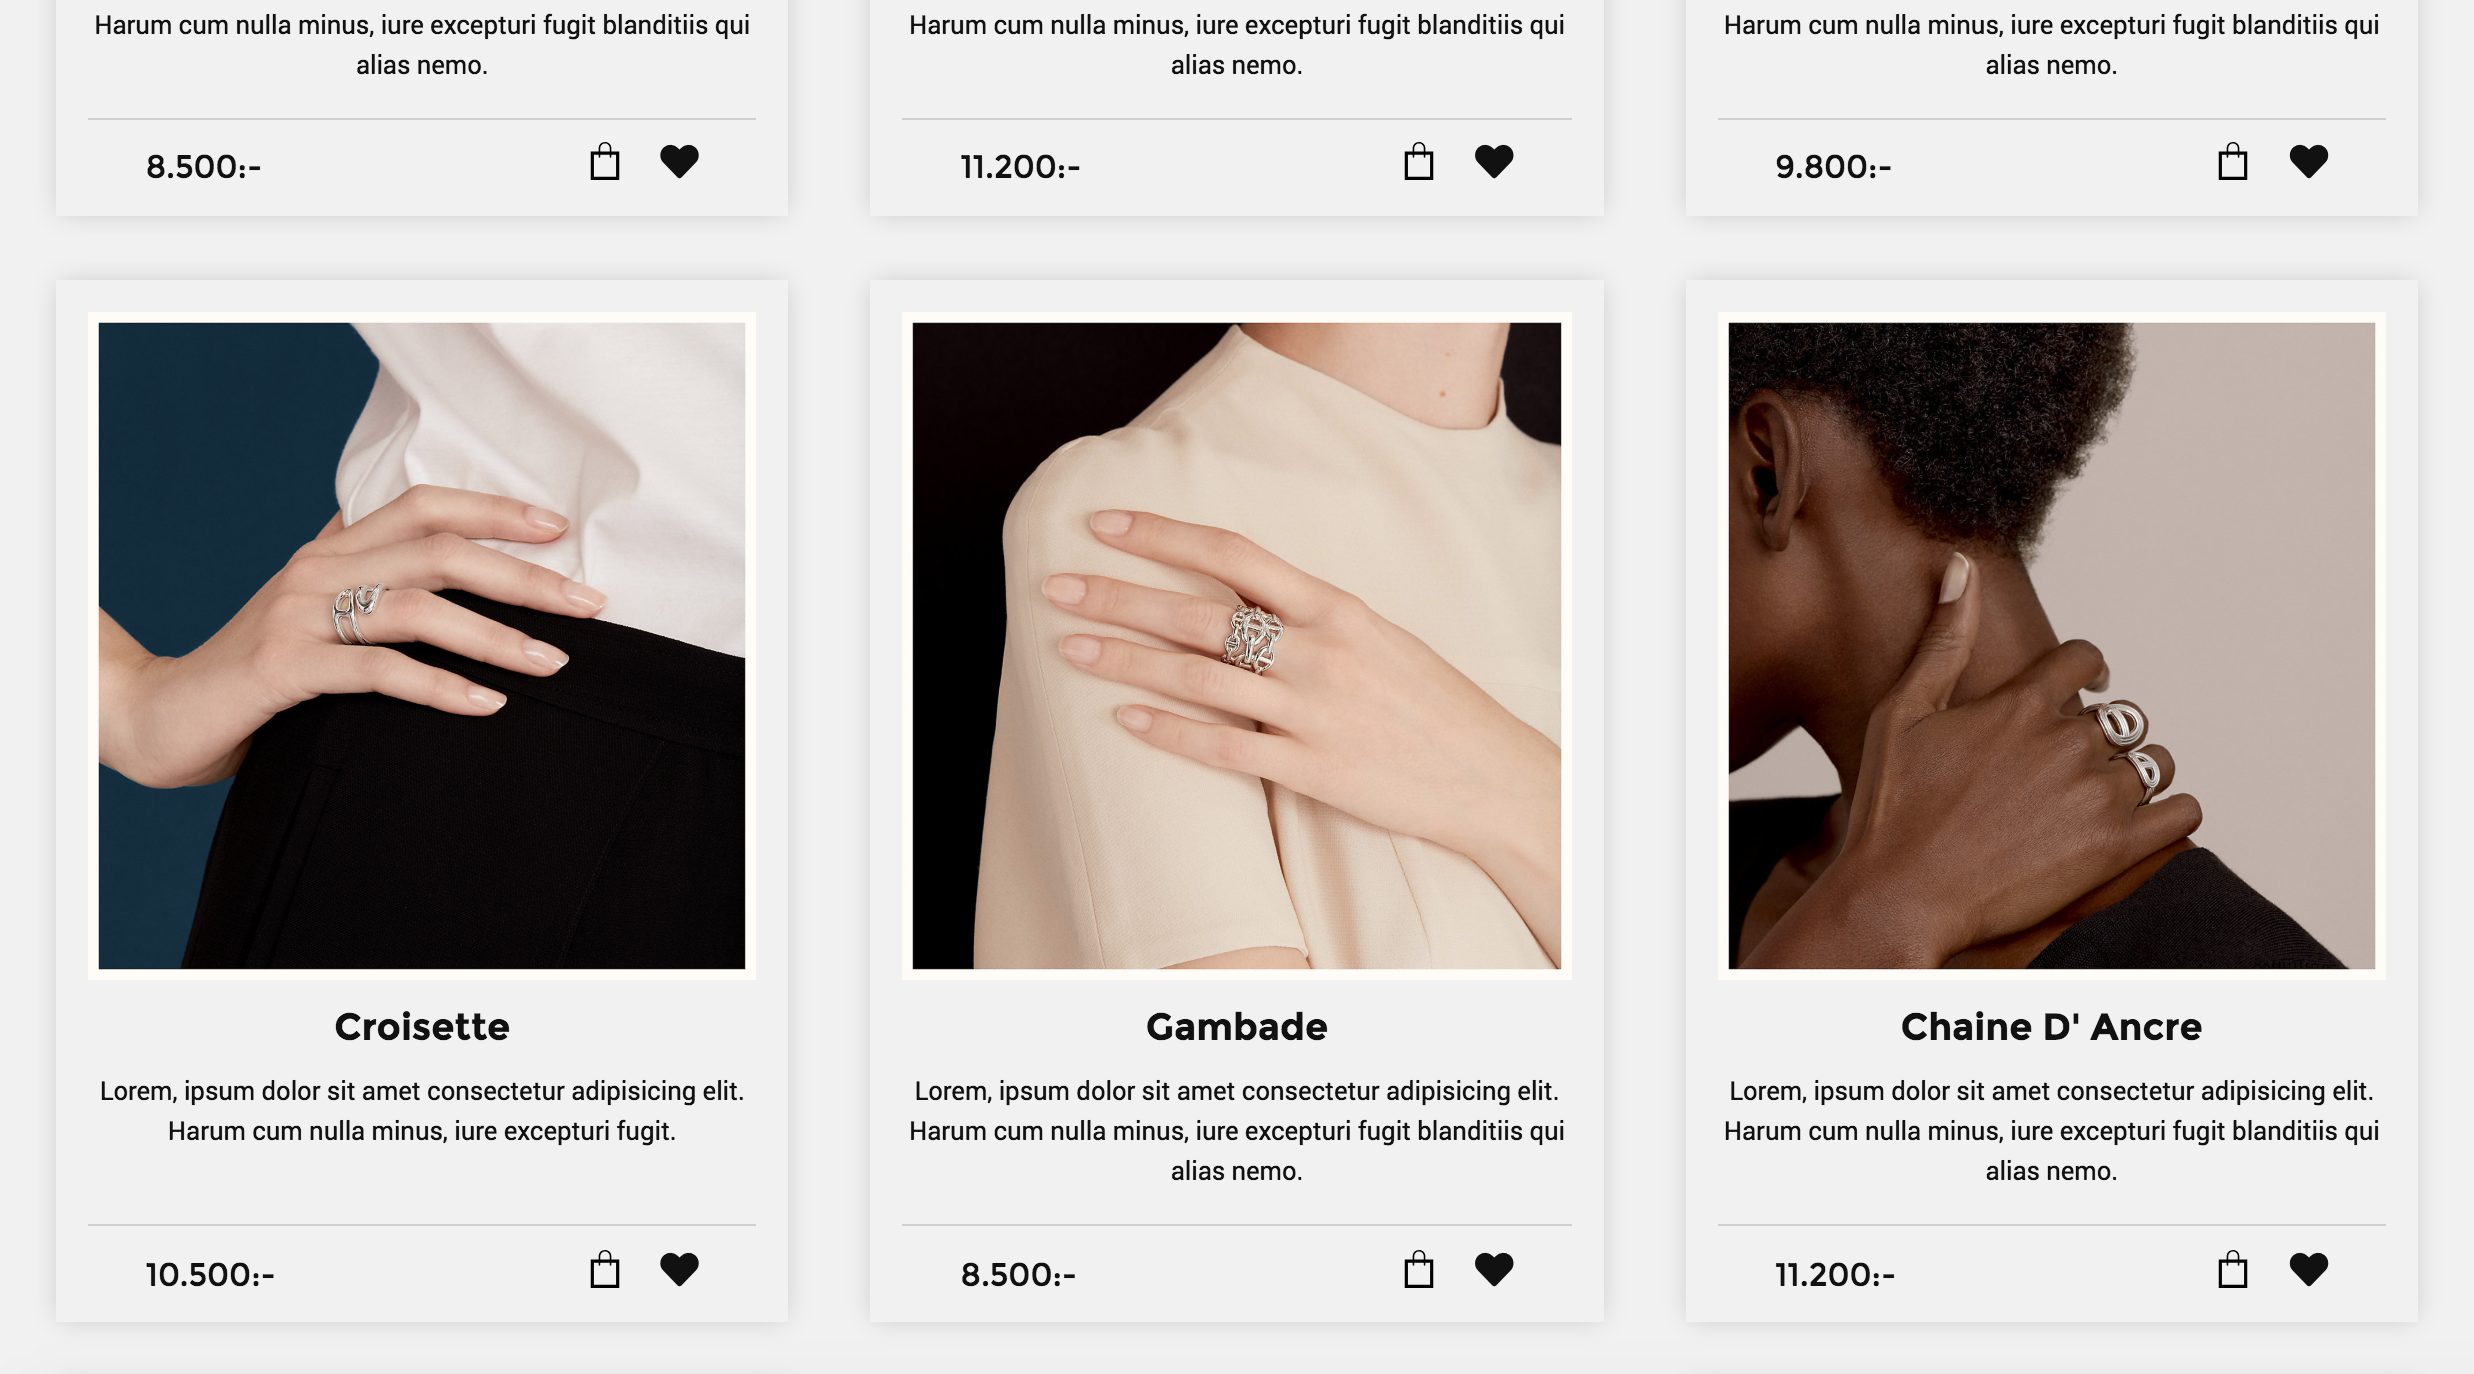 Harum cum nulla minus, iure excepturi fugit blanditiis qui
alias nemo.
8.500:-
Harum cum nulla minus, iure excepturi fugit blanditiis qui
alias nemo.
11.200:-
Harum cum nulla minus, iure excepturi fugit blanditiis qui
alias nemo.
9.800:-
Croisette
Lorem, ipsum dolor sit amet consectetur adipisicing elit.
Harum cum nulla minus, iure excepturi fugit.
10.500:-
Gambade
Lorem, ipsum dolor sit amet consectetur adipisicing elit.
Harum cum nulla minus, iure excepturi fugit blanditiis qui
alias nemo.
8.500:-
Chaine D' Ancre
Lorem, ipsum dolor sit amet consectetur adipisicing elit.
Harum cum nulla minus, iure excepturi fugit blanditiis qui
alias nemo.
11.200:-